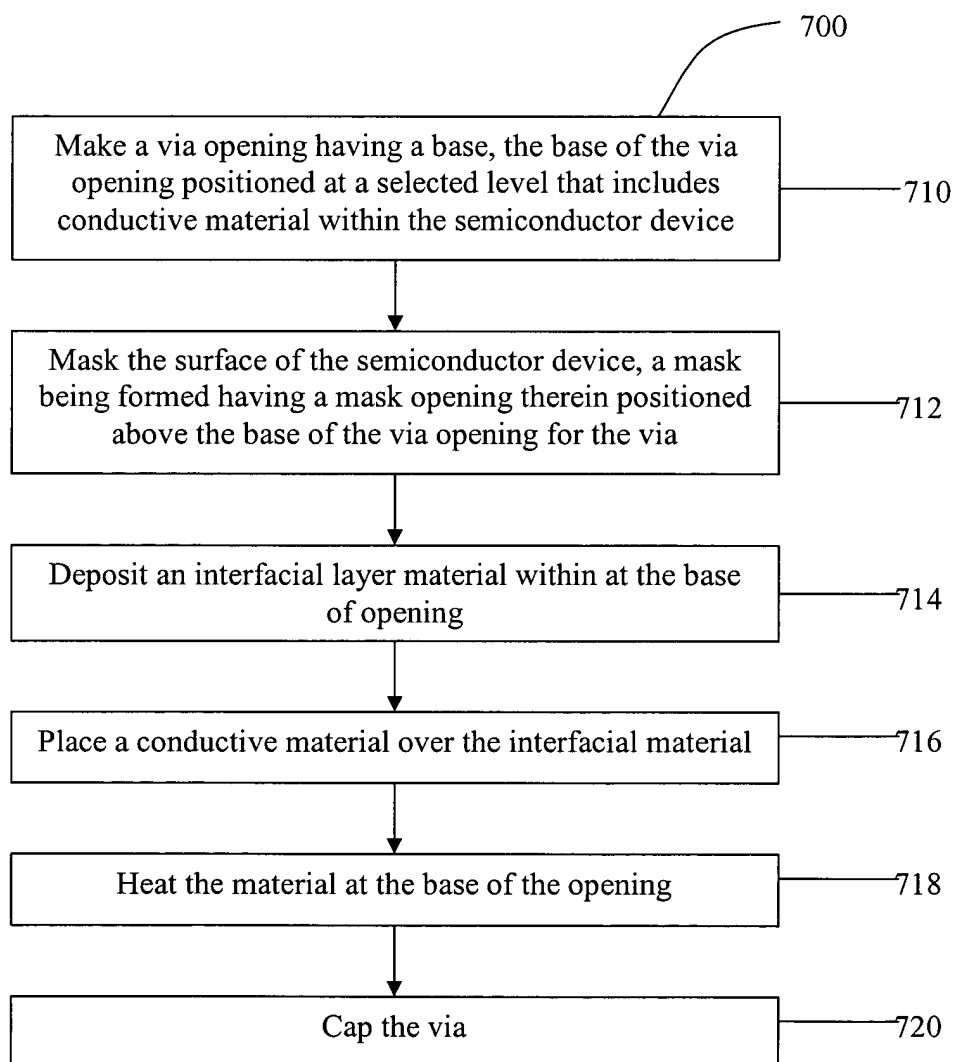 700
Make a via opening having a base, the base of the via
opening positioned at a selected level that includes
conductive material within the semiconductor device
710
Mask the surface of the semiconductor device, a mask
being formed having a mask opening therein positioned
above the base of the via opening for the via
712
Deposit an interfacial layer material within at the base
of opening
714
Place a conductive material over the interfacial material
716
Heat the material at the base of the opening
718
Cap the via
720